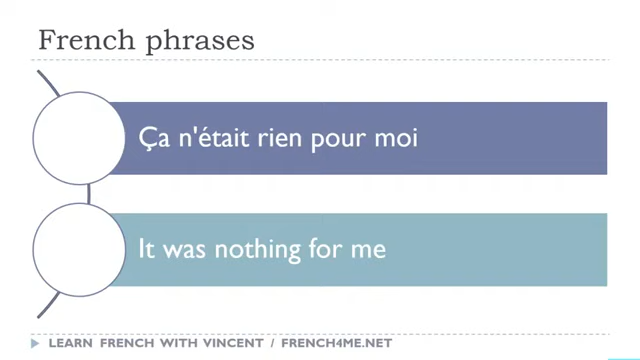 French phrases
Ça n'était rien pour moi
It was nothing for me
LEARN FRENCH WITH VINCENT / FRENCH4ME.NET